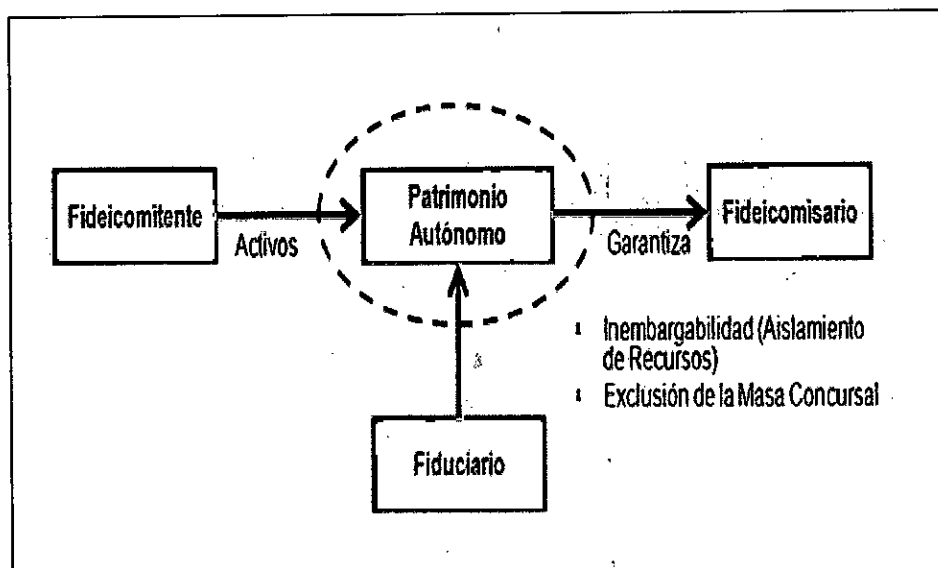 Fideicomitente
Activos
Patrimonio
Autónomo
Garantiza
Fideicomisario
Inembargabilidad (Aislamiento
de Recursos)
Exclusión de la Masa Concursal
Fiduciario